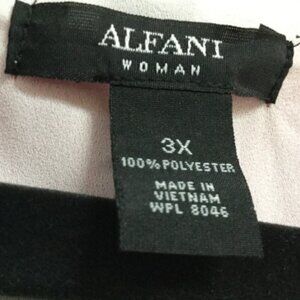 ALFANI
WOMAN
3X
100% POLYESTER
MADE IN
VIETNAM
WPL 8046